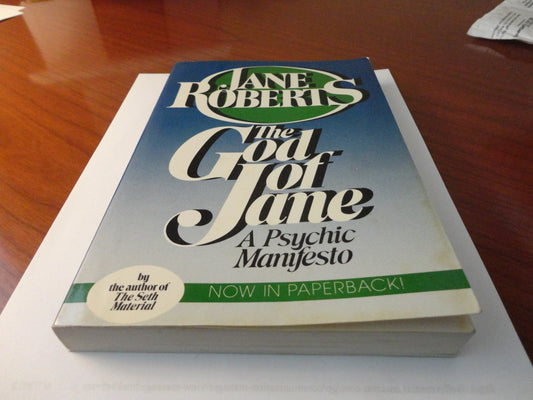 JANE
ROBERTS
The
God
of
Jane
A Psychic
Manifesto
by
the author of
The Seth
Material
NOW IN PAPERBACK!